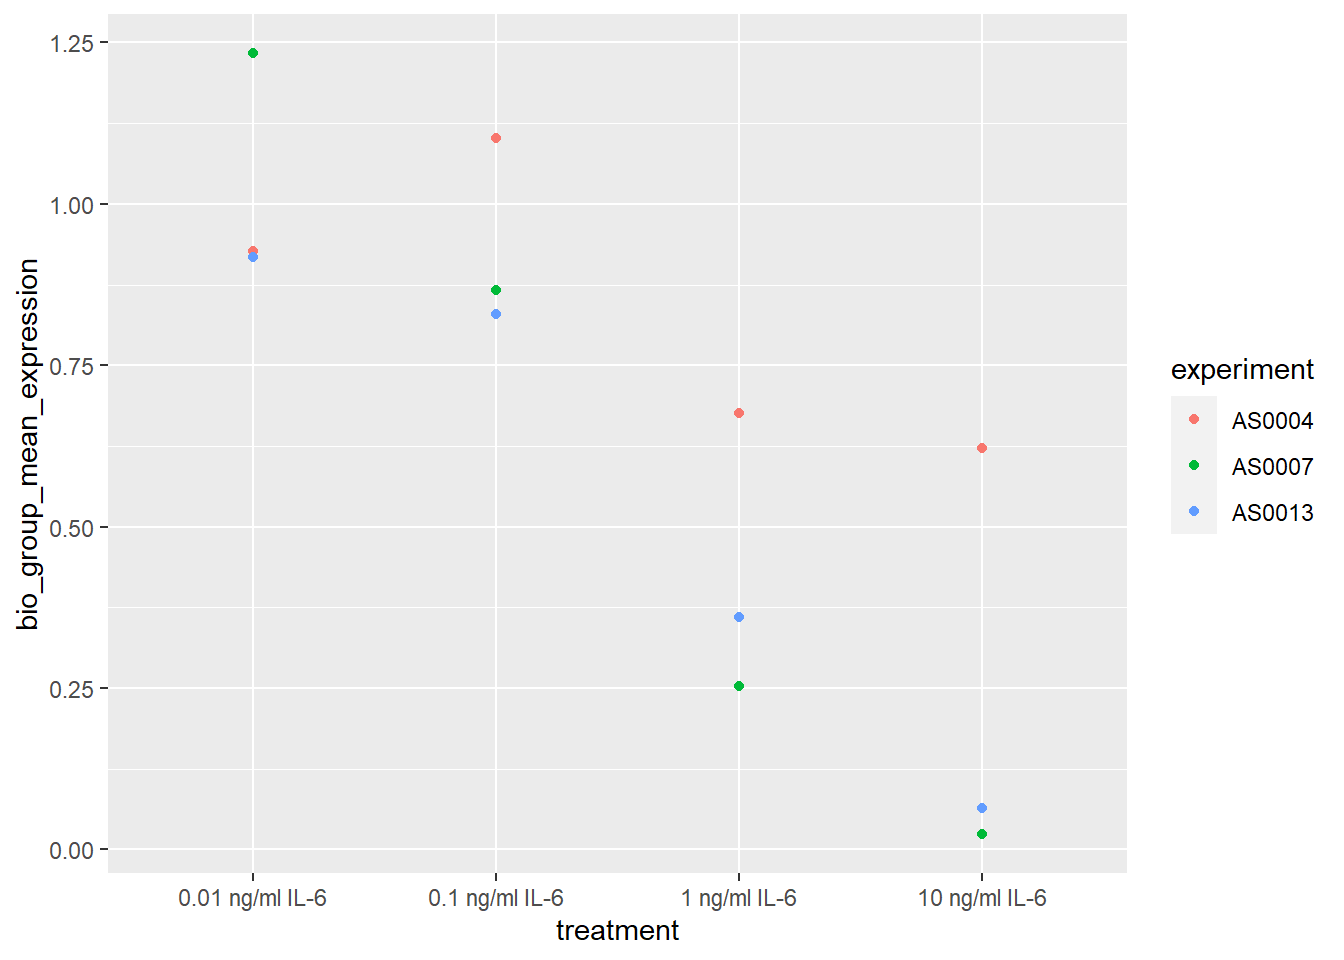 1.25
1.00
0.75
0.50
0.25
0.00
bio_group_mean_expression
0.01 ng/ml IL-6
0.1 ng/ml IL-6
1 ng/ml IL-6
10 ng/ml IL-6
treatment
experiment
AS0004
AS0007
AS0013